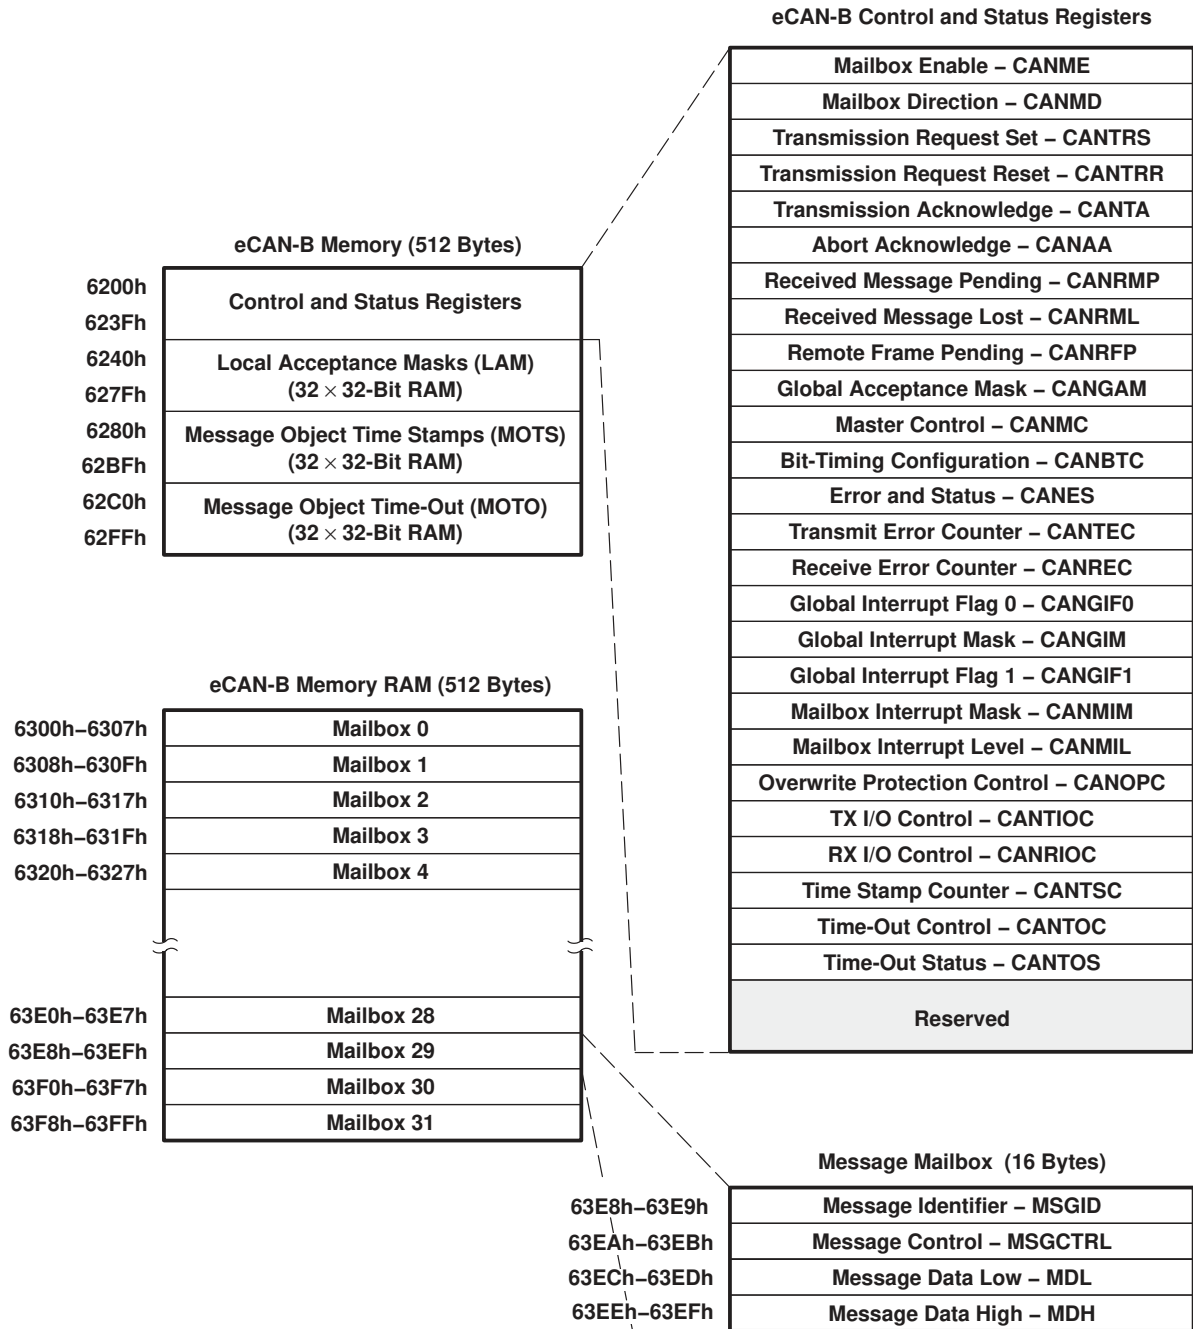 eCAN-B Control and Status Registers
Mailbox Enable − CANME
Mailbox Direction − CANMD
Transmission Request Set − CANTRS
Transmission Request Reset − CANTRR
Transmission Acknowledge − CANTA
Abort Acknowledge − CANAA
Received Message Pending − CANRMP
Received Message Lost − CANRML
Remote Frame Pending − CANRFP
Global Acceptance Mask − CANGAM
Master Control − CANMC
Bit-Timing Configuration − CANBTC
Error and Status − CANES
Transmit Error Counter − CANTEC
Receive Error Counter − CANREC
Global Interrupt Flag 0 − CANGIF0
Global Interrupt Mask − CANGIM
Global Interrupt Flag 1 − CANGIF1
Mailbox Interrupt Mask − CANMIM
Mailbox Interrupt Level − CANMIL
Overwrite Protection Control − CANOPC
TX I/O Control − CANTIOC
RX I/O Control − CANRIOC
Time Stamp Counter − CANTSC
Time-Out Control − CANTOC
Time-Out Status − CANTOS
Reserved
eCAN-B Memory (512 Bytes)
6200h
Control and Status Registers
623Fh
6240h
Local Acceptance Masks (LAM)
(32 × 32-Bit RAM)
627Fh
6280h
Message Object Time Stamps (MOTS)
(32 × 32-Bit RAM)
62BFh
62C0h
Message Object Time-Out (MOTO)
(32 × 32-Bit RAM)
62FFh
eCAN-B Memory RAM (512 Bytes)
6300h−6307h Mailbox 0
6308h−630Fh Mailbox 1
6310h−6317h Mailbox 2
6318h−631Fh Mailbox 3
6320h−6327h Mailbox 4
63E0h−63E7h Mailbox 28
63E8h−63EFh Mailbox 29
63F0h−63F7h Mailbox 30
63F8h−63FFh Mailbox 31
Message Mailbox (16 Bytes)
63E8h−63E9h Message Identifier − MSGID
63EAh−63EBh Message Control − MSGCTRL
63ECh−63EDh Message Data Low − MDL
63EEh−63EFh Message Data High − MDH